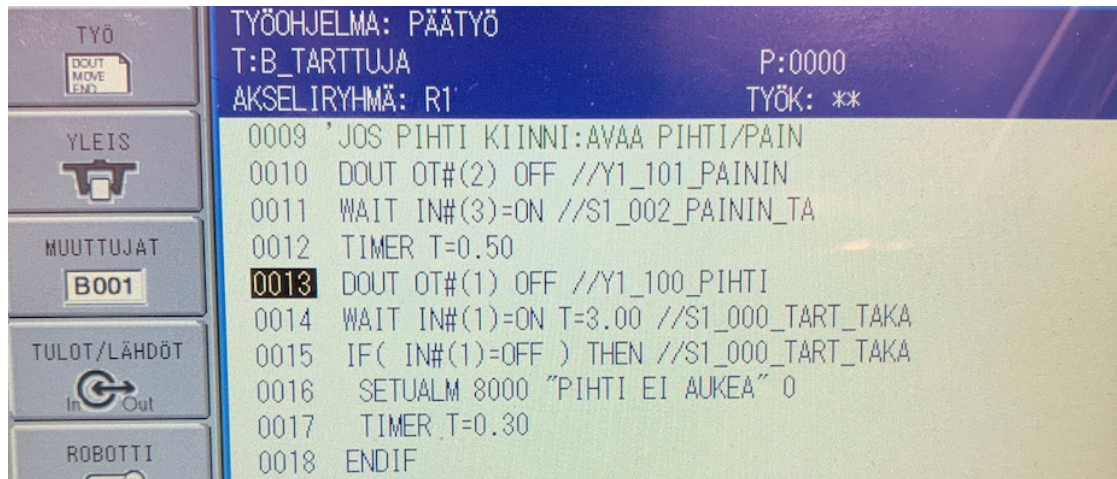 TYÖ
DOUT
MOVE
END
YLEIS
MUUTTUJAT
B001
TULOT/LÄHDÖT
In Out
ROBOTTI
TYÖOHJELMA: PÄÄTYÖ
T:B_TARTTUJA P:0000
AKSELIRYHMÄ: R1 TYÖK: **
0009 'JOS PIHTI KIINNI:AVAA PIHTI/PAIN
0010 DOUT OT#(2) OFF //Y1_101_PAININ
0011 WAIT IN#(3)=ON //S1_002_PAININ_TA
0012 TIMER T=0.50
0013 DOUT OT#(1) OFF //Y1_100_PIHTI
0014 WAIT IN#(1)=ON T=3.00 //S1_000_TART_TAKA
0015 IF( IN#(1)=OFF ) THEN //S1_000_TART_TAKA
0016 SETUALM 8000 "PIHTI EI AUKEA" 0
0017 TIMER T=0.30
0018 ENDIF